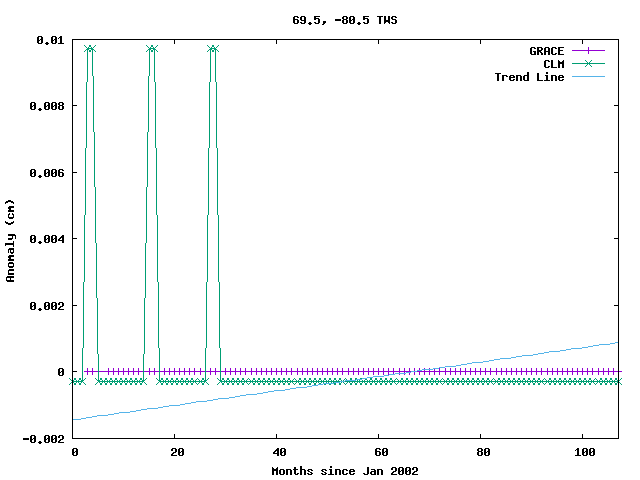 69.5, -80.5 TWS
0.01
GRACE
CLM
Trend Line
0.008
0.006
0.004
0.002
0
-0.002
Anomaly (cm)
0 20 40 60 80 100
Months since Jan 2002